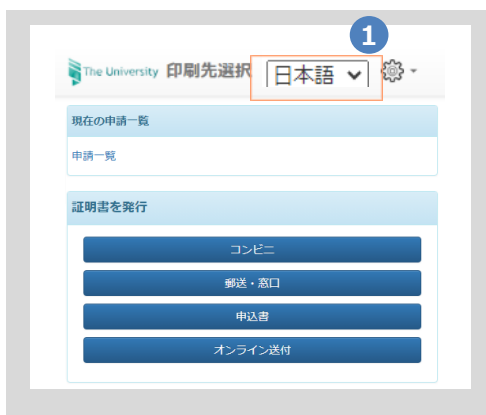 1
The University 印刷先選択 日本語
現在の申請一覧
申請一覧
証明書を発行
コンビニ
郵送・窓口
申込書
オンライン送付